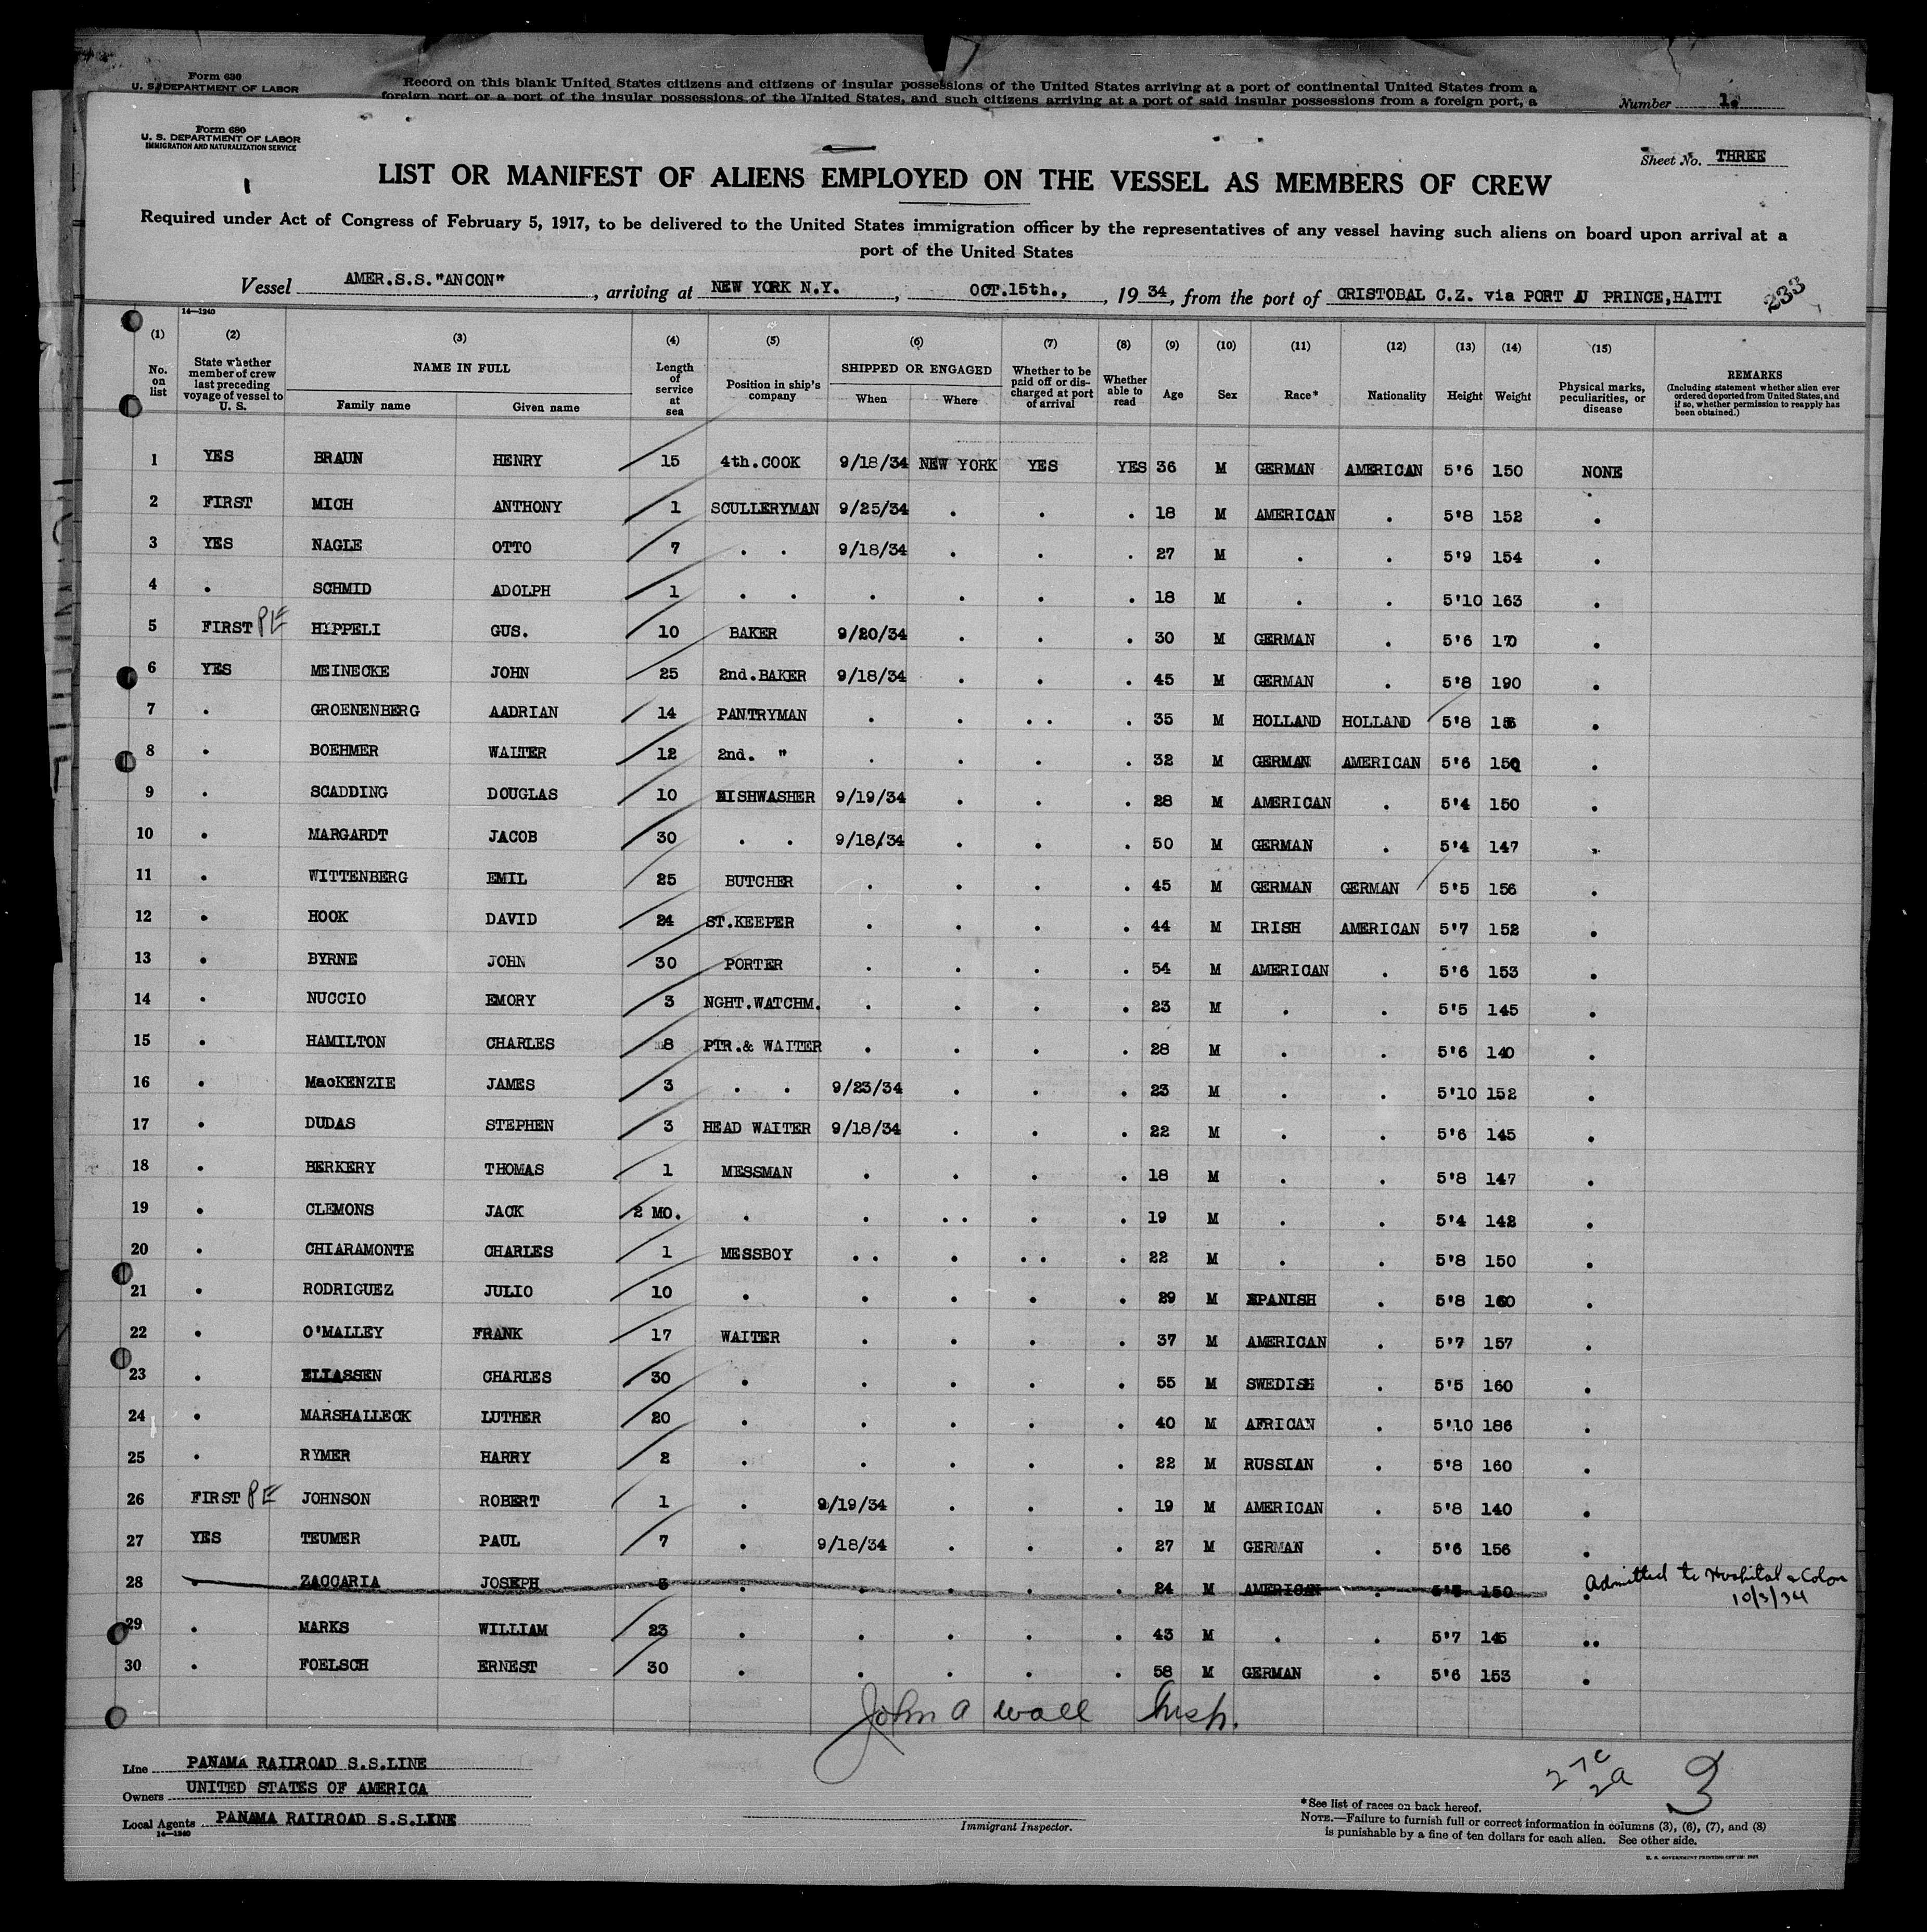 Form 630
U. S. DEPARTMENT OF LABOR
Record on this blank United States citizens and citizens of insular possessions of the United States arriving at a port of continental United States from a
foreign port or a port of the insular possessions of the United States, and such citizens arriving at a port of said insular possessions from a foreign port, a
Number 1.
Form 680
U. S. DEPARTMENT OF LABOR
IMMIGRATION AND NATURALIZATION SERVICE
Sheet No. THREE
LIST OR MANIFEST OF ALIENS EMPLOYED ON THE VESSEL AS MEMBERS OF CREW
Required under Act of Congress of February 5, 1917, to be delivered to the United States immigration officer by the representatives of any vessel having such aliens on board upon arrival at a
port of the United States
Vessel AMER.S.S."ANCON", arriving at NEW YORK N.Y., OCT.15th., 1934, from the port of CRISTOBAL C.Z. via PORT AU PRINCE,HAITI 233
14—1240
(1) (2) (3) (4) (5) (6) (7) (8) (9) (10) (11) (12) (13) (14) (15)
No. on list State whether member of crew last preceding voyage of vessel to U. S. NAME IN FULL Family name Given name Length of service at sea Position in ship's company SHIPPED OR ENGAGED When Where Whether to be paid off or discharged at port of arrival Whether able to read Age Sex Race* Nationality Height Weight Physical marks, peculiarities, or disease REMARKS (Including statement whether alien ever ordered deported from United States, and if so, whether permission to reapply has been obtained.)
1 YES BRAUN HENRY 15 4th.COOK 9/18/34 NEW YORK YES YES 36 M GERMAN AMERICAN 5'6 150 NONE
2 FIRST MICH ANTHONY 1 SCULLERYMAN 9/25/34 . . . 18 M AMERICAN . 5'8 152 .
3 YES NAGLE OTTO 7 . . 9/18/34 . . . 27 M . . 5'9 154 .
4 . SCHMID ADOLPH 1 . . . . . . 18 M . . 5'10 163 .
5 FIRST HIPPELI GUS. 10 BAKER 9/20/34 . . . 30 M GERMAN . 5'6 170 .
6 YES MEINECKE JOHN 25 2nd.BAKER 9/18/34 . . . 45 M GERMAN . 5'8 190 .
7 . GROENENBERG AADRIAN 14 PANTRYMAN . . . . . 35 M HOLLAND HOLLAND 5'8 .
8 . BOEHMER WALTER 12 2nd. " . . . . 32 M GERMAN AMERICAN 5'6 150 .
9 . SCADDING DOUGLAS 10 DISHWASHER 9/19/34 . . . 28 M AMERICAN . 5'4 150 .
10 . MARGARDT JACOB 30 . . 9/18/34 . . . 50 M GERMAN . 5'4 147 .
11 . WITTENBERG EMIL 25 BUTCHER . . . . 45 M GERMAN GERMAN 5'5 156 .
12 . HOOK DAVID 24 ST.KEEPER . . . . 44 M IRISH AMERICAN 5'7 152 .
13 . BYRNE JOHN 30 PORTER . . . . 54 M AMERICAN . 5'6 153 .
14 . NUCCIO EMORY 3 NGHT.WATCHM. . . . . 23 M . . 5'5 145 .
15 . HAMILTON CHARLES 8 PTR.& WAITER . . . . 28 M . . 5'6 140 .
16 . MacKENZIE JAMES 3 . . 9/23/34 . . . 23 M . . 5'10 152 .
17 . DUDAS STEPHEN 3 HEAD WAITER 9/18/34 . . . 22 M . . 5'6 145 .
18 . BERKERY THOMAS 1 MESSMAN . . . . 18 M . . 5'8 147 .
19 . CLEMONS JACK 2 MO. . . . . . . 19 M . . 5'4 142 .
20 . CHIARAMONTE CHARLES 1 MESSBOY . . . . . . 22 M . . 5'8 150 .
21 . RODRIGUEZ JULIO 10 . . . . . 29 M SPANISH . 5'8 160 .
22 . O'MALLEY FRANK 17 WAITER . . . . 37 M AMERICAN . 5'7 157 .
23 . ELIASSEN CHARLES 30 . . . . . 55 M SWEDISH . 5'5 160 .
24 . MARSHALLECK LUTHER 20 . . . . . 40 M AFRICAN . 5'10 186 .
25 . RYMER HARRY 2 . . . . . 22 M RUSSIAN . 5'8 160 .
26 FIRST JOHNSON ROBERT 1 . 9/19/34 . . . 19 M AMERICAN . 5'8 140 .
27 YES TEUMER PAUL 7 . 9/18/34 . . . 27 M GERMAN . 5'6 156 .
28 . ZACCARIA JOSEPH 5 . . . . . 24 M AMERICAN . 5'5 150 . Admitted to Hospital Colon 10/3/34
29 . MARKS WILLIAM 23 . . . . . 43 M . . 5'7 145 . .
30 . FOELSCH ERNEST 30 . . . . . 58 M GERMAN . 5'6 153 .
John A Wall Insp.
Line PANAMA RAILROAD S.S.LINE
Owners UNITED STATES OF AMERICA
Local Agents PANAMA RAILROAD S.S.LINE
14—1240
Immigrant Inspector.
27c
2a
3
*See list of races on back hereof.
NOTE.—Failure to furnish full or correct information in columns (3), (6), (7), and (8)
is punishable by a fine of ten dollars for each alien. See other side.